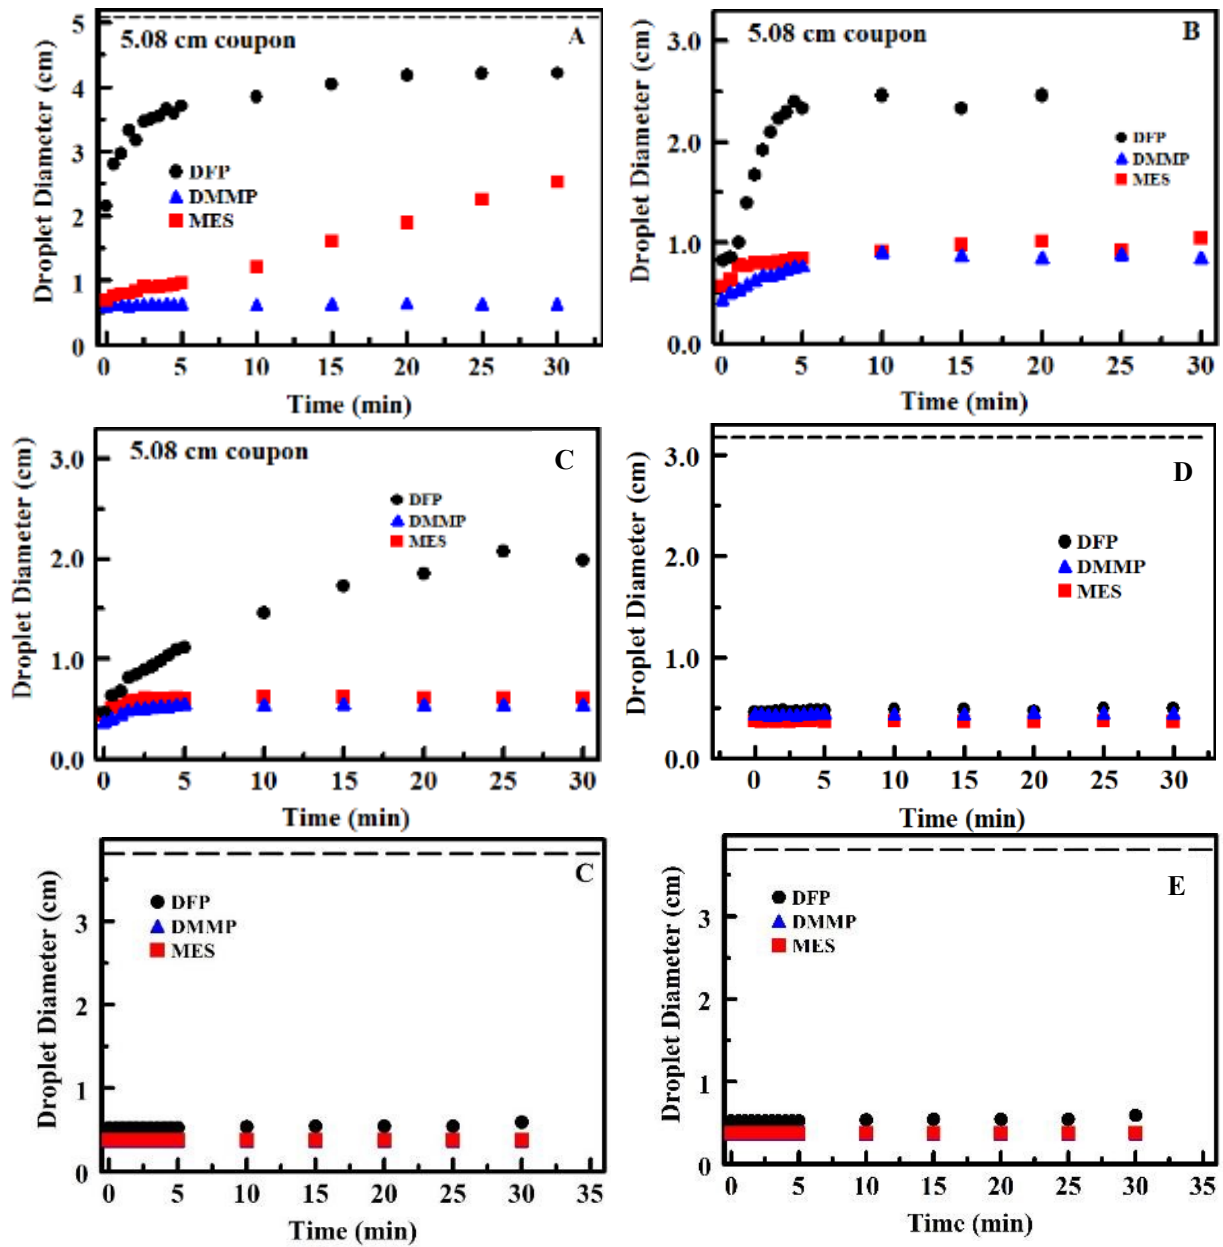 5.08 cm coupon
A
Droplet Diameter (cm)
5
4
3
2
1
0
DFP
DMMP
MES
0 5 10 15 20 25 30
Time (min)
5.08 cm coupon
B
Droplet Diameter (cm)
3.0
2.0
1.0
0.0
DFP
DMMP
MES
0 5 10 15 20 25 30
Time (min)
5.08 cm coupon
C
Droplet Diameter (cm)
3.0
2.0
1.0
0.0
DFP
DMMP
MES
0 5 10 15 20 25 30
Time (min)
D
Droplet Diameter (cm)
3.0
2.0
1.0
0.0
DFP
DMMP
MES
0 5 10 15 20 25 30
Time (min)
C
Droplet Diameter (cm)
3
2
1
0
DFP
DMMP
MES
0 5 10 15 20 25 30 35
Time (min)
E
Droplet Diameter (cm)
3
2
1
0
DFP
DMMP
MES
0 5 10 15 20 25 30 35
Time (min)